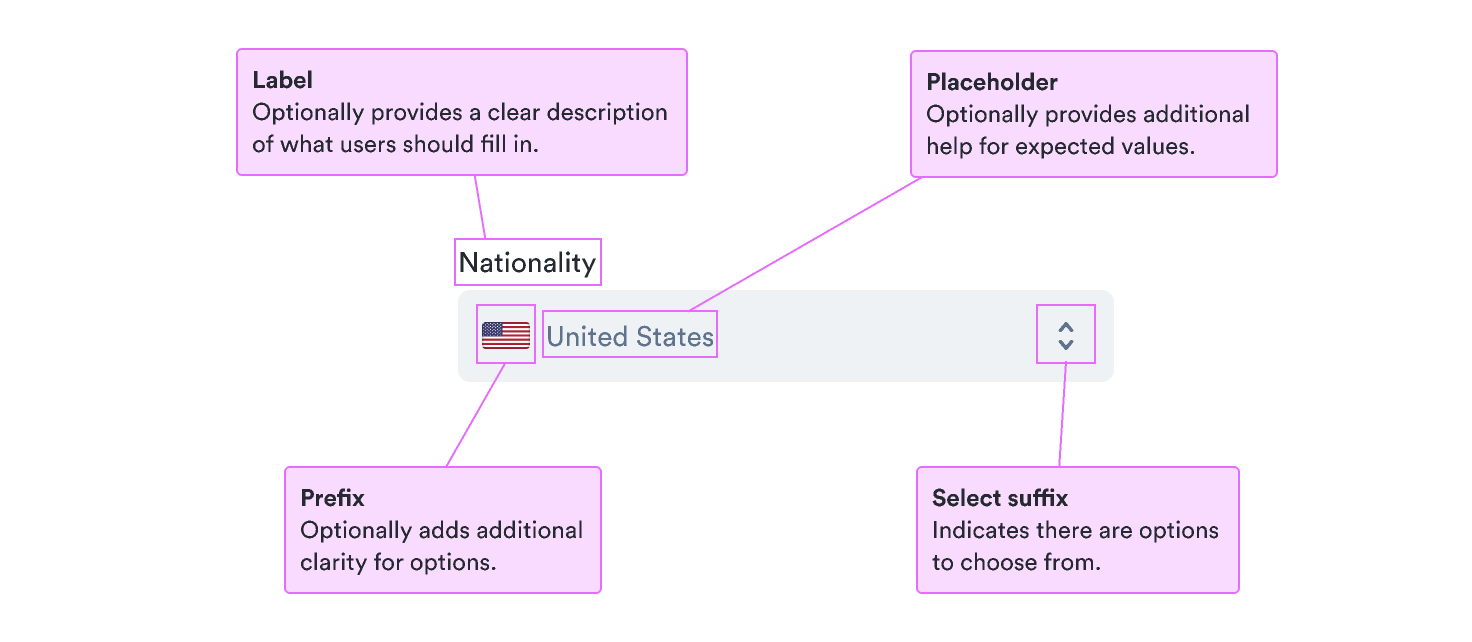 Label
Optionally provides a clear description
of what users should fill in.
Placeholder
Optionally provides additional
help for expected values.
Nationality
United States
Prefix
Optionally adds additional
clarity for options.
Select suffix
Indicates there are options
to choose from.